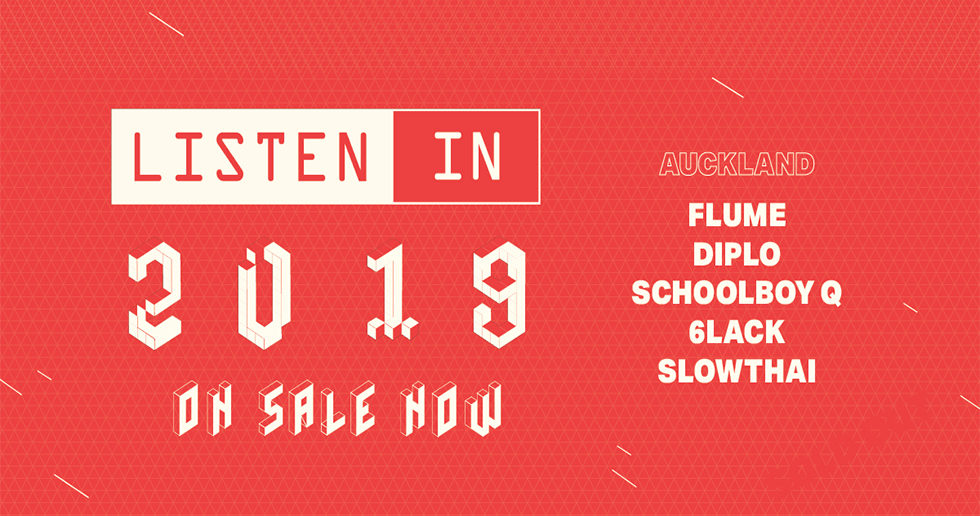 LISTEN IN
2019
ON SALE NOW
AUCKLAND
FLUME
DIPLO
SCHOOLBOY Q
6LACK
SLOWTHAI